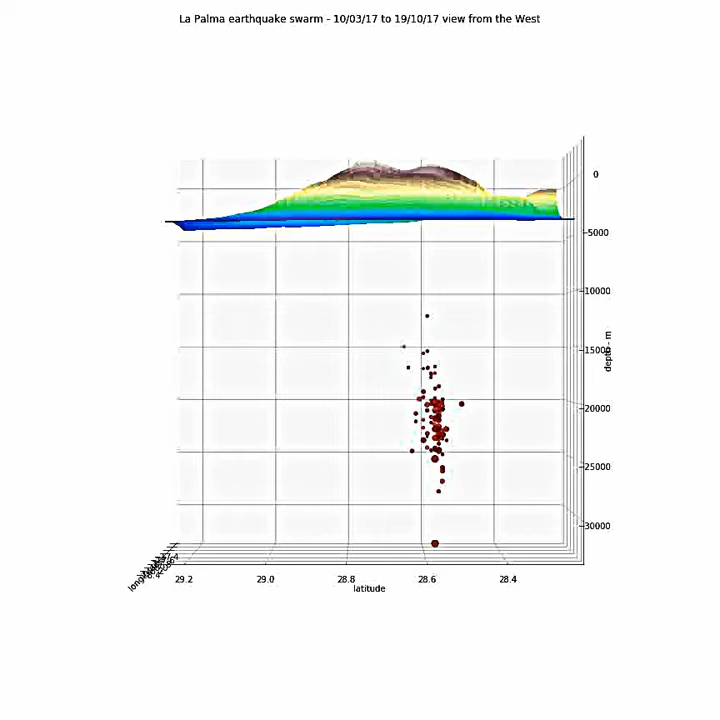 La Palma earthquake swarm - 10/03/17 to 19/10/17 view from the West
0
-5000
-10000
-15000
depth - m
-20000
-25000
-30000
29.2 29.0 28.8 28.6 28.4
latitude